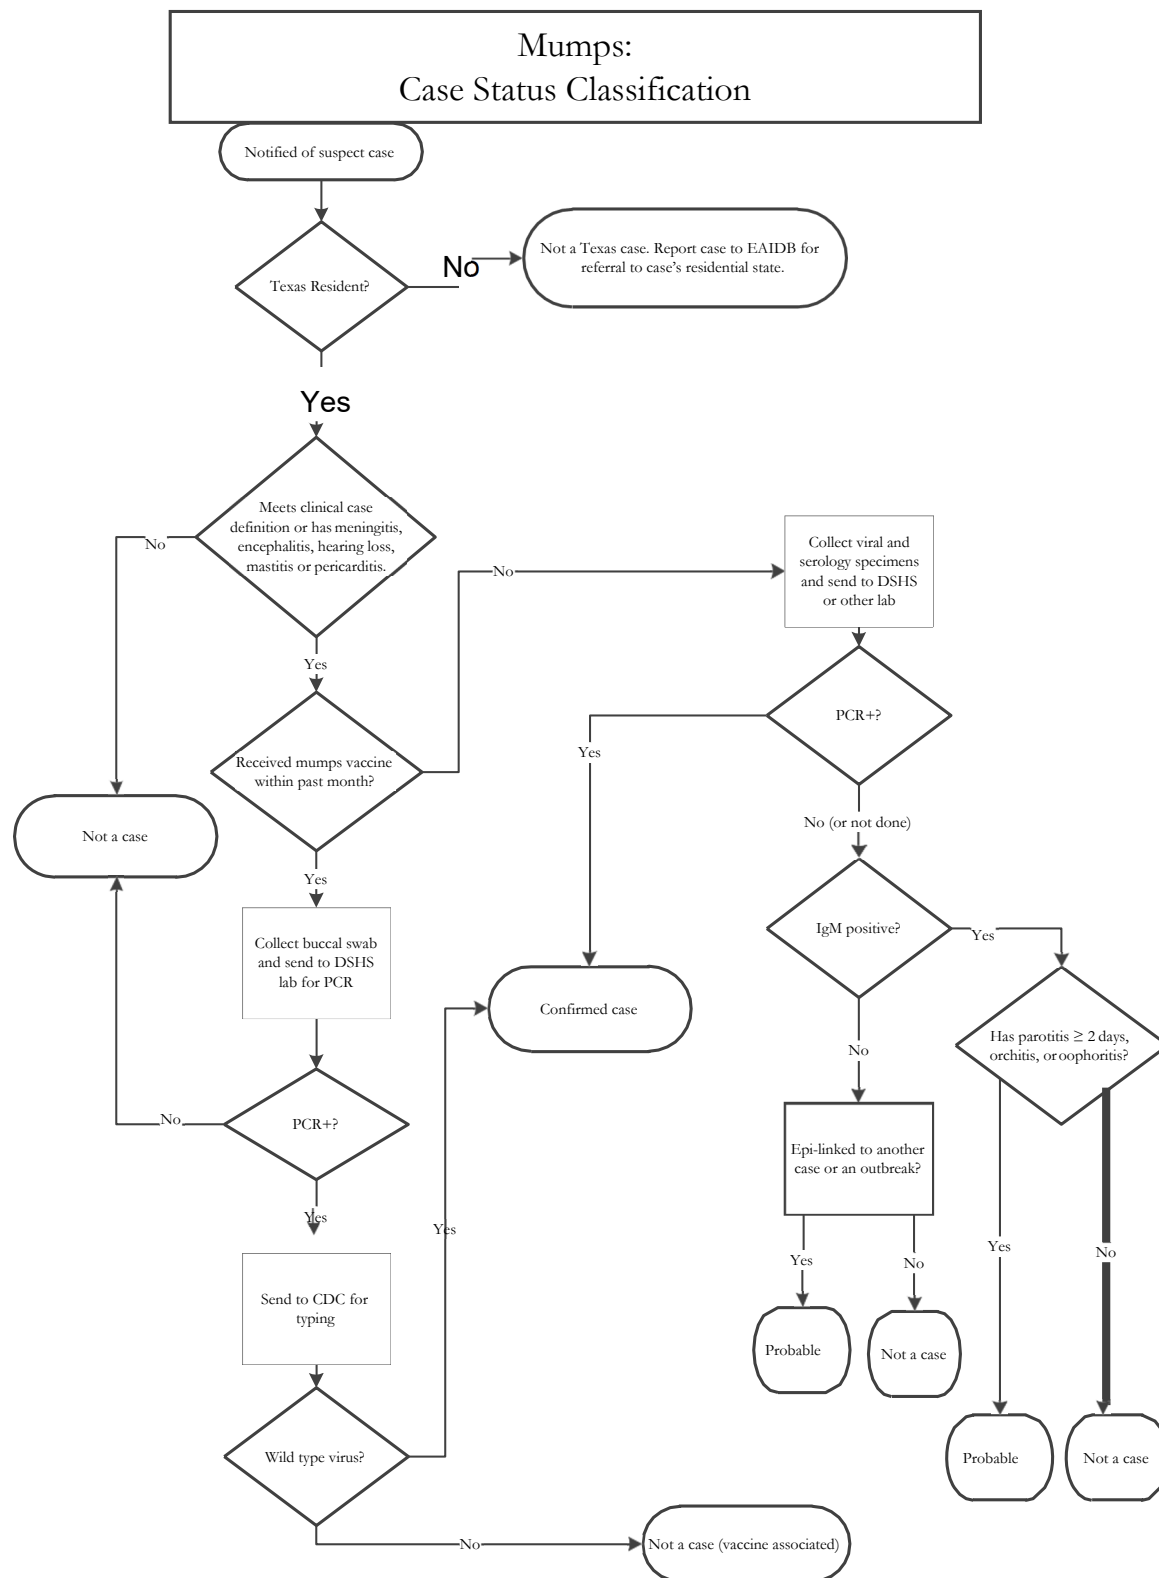 Mumps:
Case Status Classification
Notified of suspect case
Not a Texas case. Report case to EAIDB for
referral to case's residential state.
No
Texas Resident?
Yes
Meets clinical case
definition or has meningitis,
encephalitis, hearing loss,
mastitis or pericarditis.
No
Yes
No
Collect viral and
serology specimens
and send to DSHS
or other lab
PCR+?
Yes
No (or not done)
Received mumps vaccine
within past month?
Yes
Not a case
IgM positive?
Yes
No
Collect buccal swab
and send to DSHS
lab for PCR
Confirmed case
Has parotitis ≥ 2 days,
orchitis, or oophoritis?
PCR+?
No
Yes
Epi-linked to another
case or an outbreak?
Yes
No
Yes
No
Yes
Send to CDC for
typing
Probable
Not a case
Wild type virus?
Probable
Not a case
No
Not a case (vaccine associated)